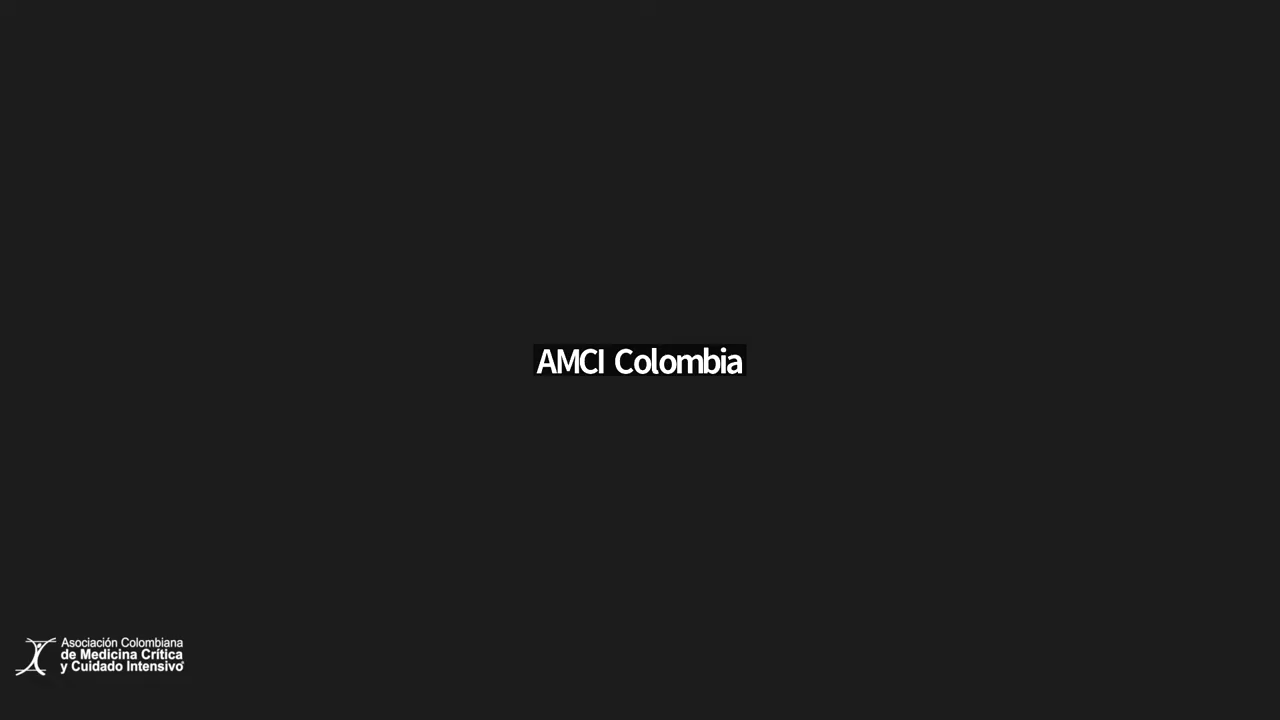 AMCI Colombia
Asociación Colombiana
de Medicina Crítica
y Cuidado Intensivo